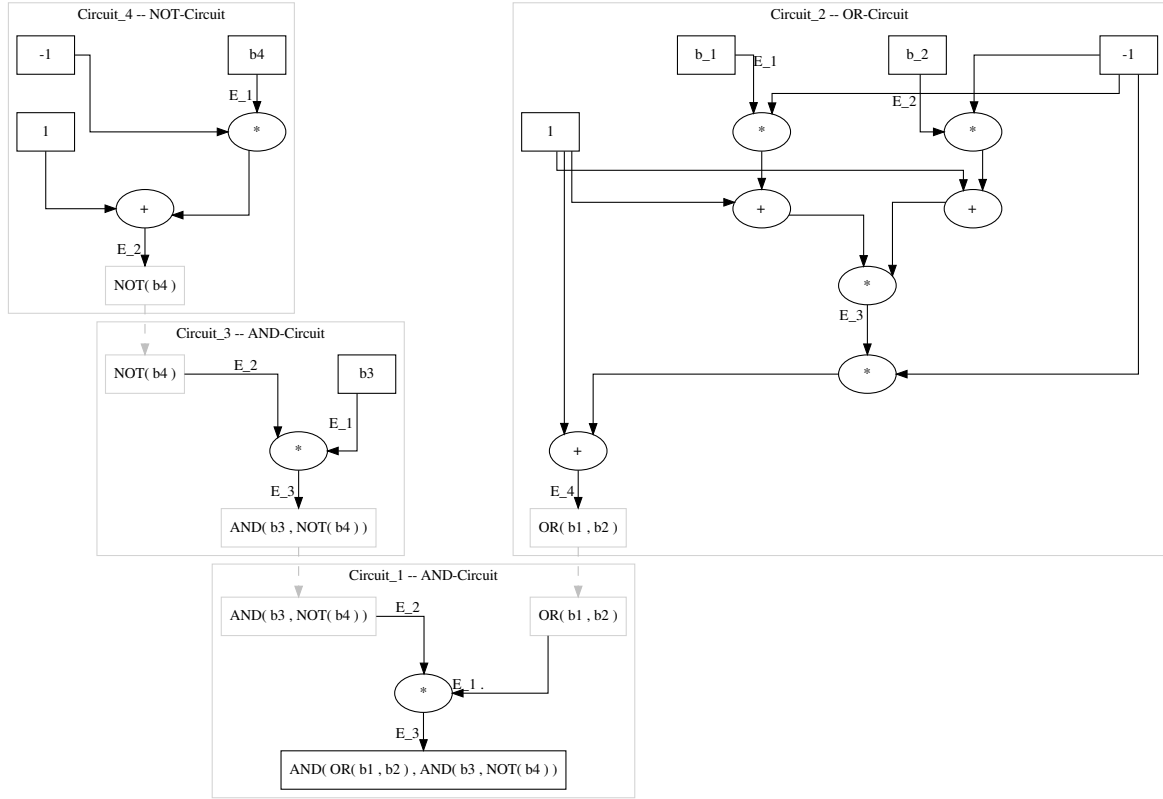 Circuit_4 -- NOT-Circuit
-1
b4
E_1
1
*
+
E_2
NOT( b4 )
Circuit_3 -- AND-Circuit
NOT( b4 )
E_2
b3
E_1
*
E_3
AND( b3 , NOT( b4 ) )
Circuit_2 -- OR-Circuit
b_1
E_1
b_2
E_2
-1
1
*
*
+
+
*
E_3
*
+
E_4
OR( b1 , b2 )
Circuit_1 -- AND-Circuit
AND( b3 , NOT( b4 ) )
E_2
OR( b1 , b2 )
*
E_1 .
E_3
AND( OR( b1 , b2 ) , AND( b3 , NOT( b4 ) )